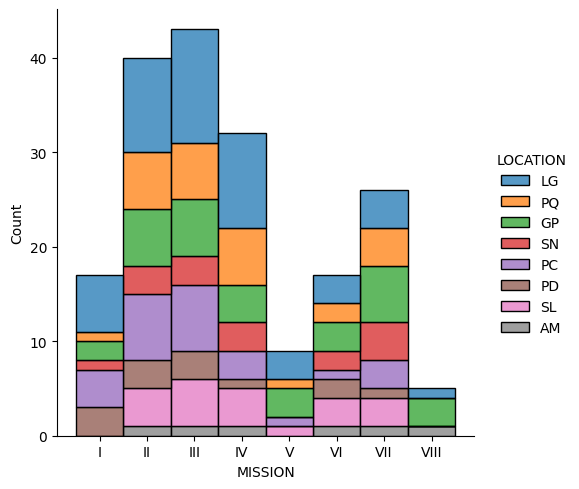 40
30
20
10
0
Count
I II III IV V VI VII VIII
MISSION
LOCATION
LG
PQ
GP
SN
PC
PD
SL
AM